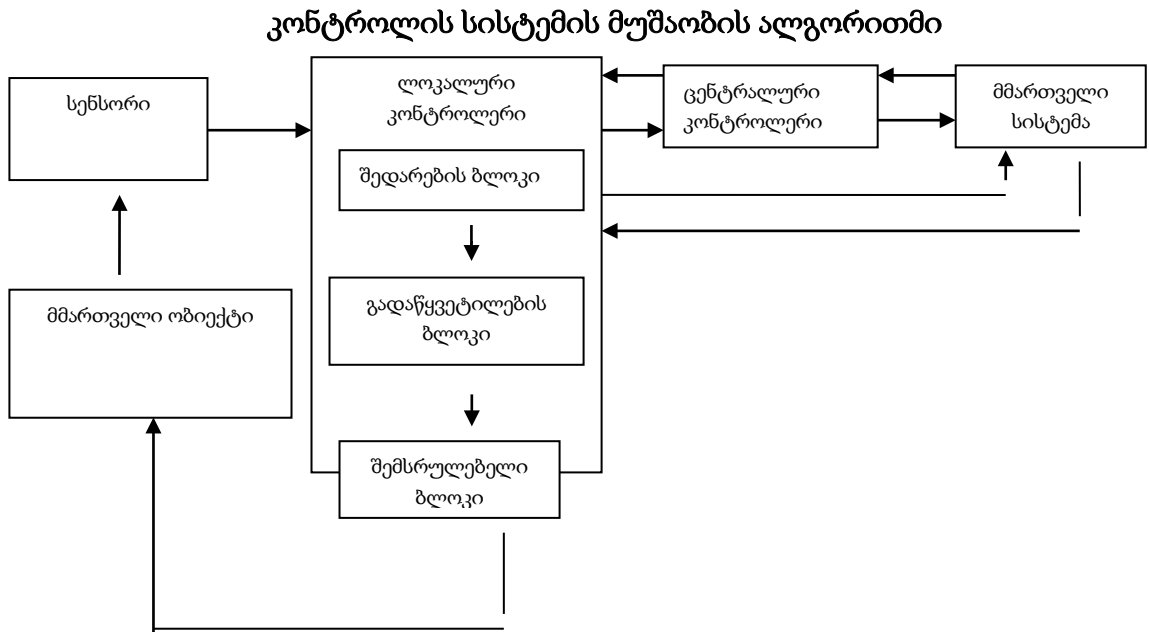 კონტროლის სისტემის მუშაობის ალგორითმი
სენსორი
ლოკალური
კონტროლერი
ცენტრალური
კონტროლერი
მმართველი
სისტემა
შედარების ბლოკი
გადაწყვეტილების
ბლოკი
მმართველი ობიექტი
შემსრულებელი
ბლოკი